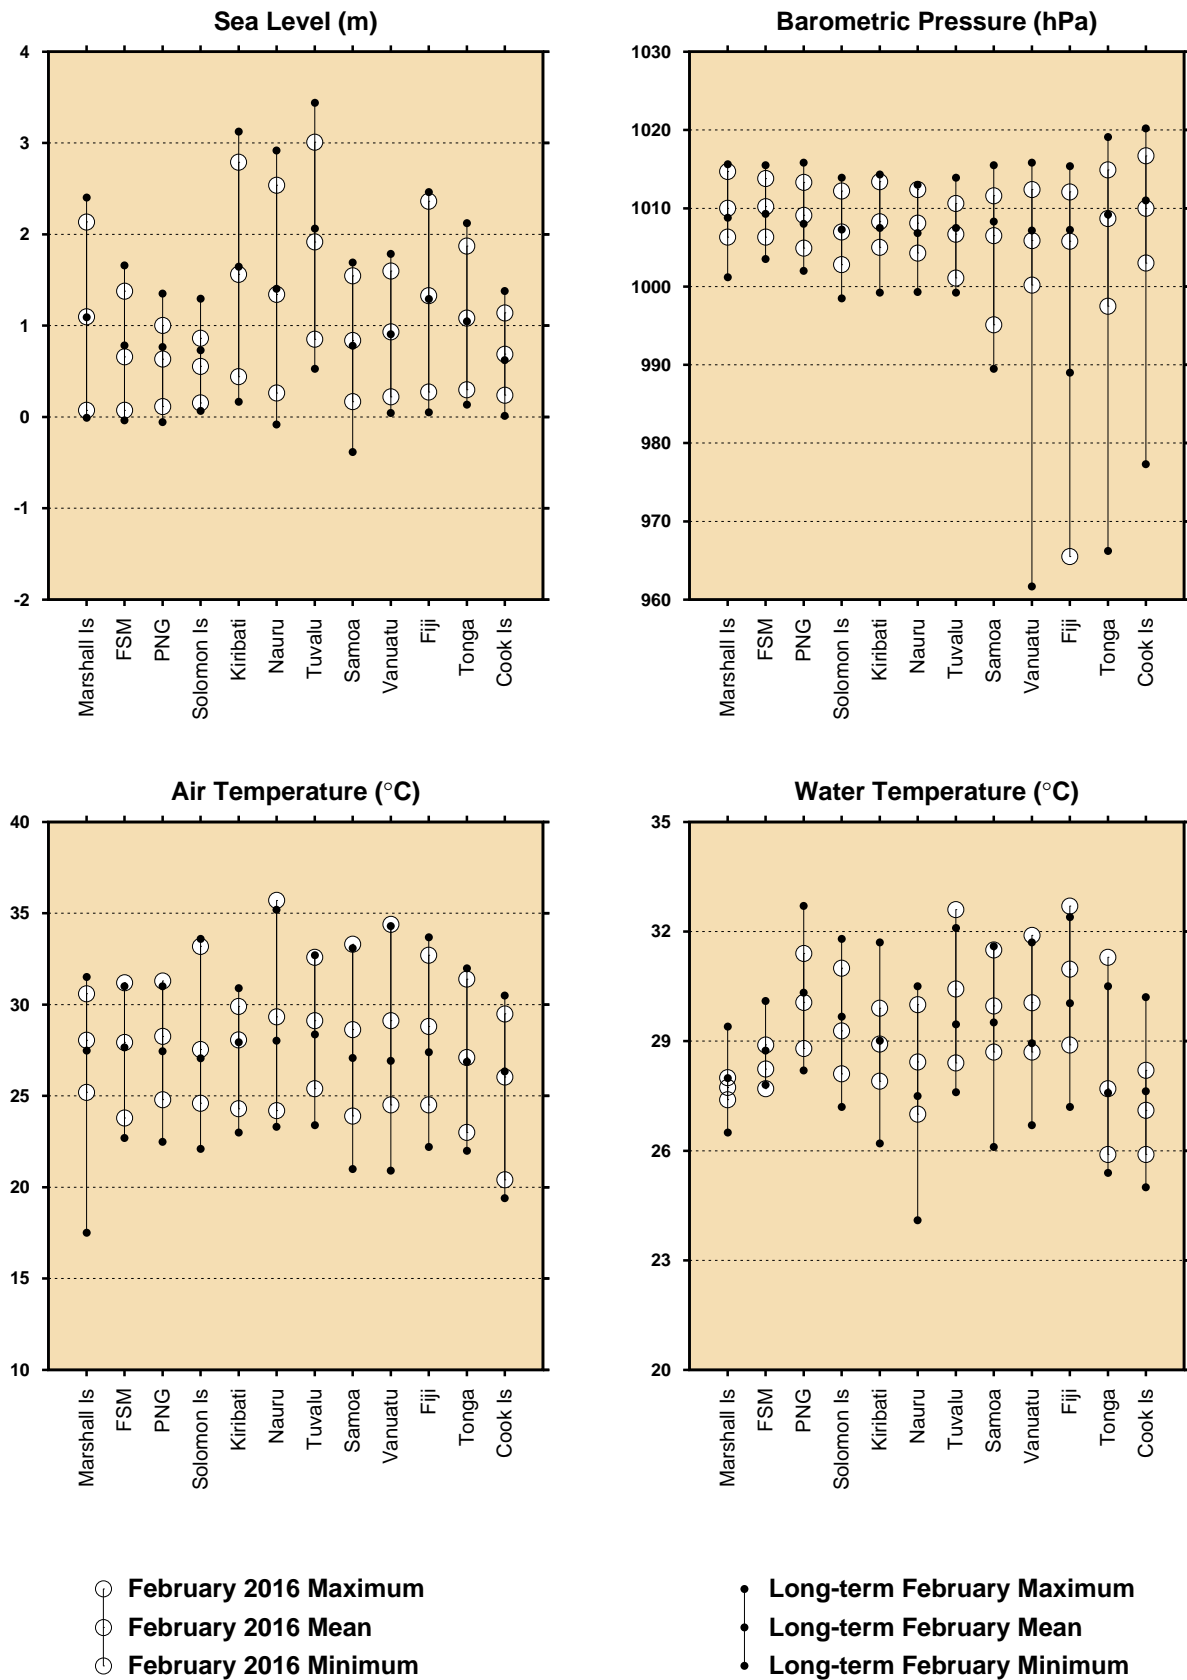 Sea Level (m)
4
3
2
1
0
-1
-2
Marshall Is
FSM
PNG
Solomon Is
Kiribati
Nauru
Tuvalu
Samoa
Vanuatu
Fiji
Tonga
Cook Is
Barometric Pressure (hPa)
1030
1020
1010
1000
990
980
970
960
Marshall Is
FSM
PNG
Solomon Is
Kiribati
Nauru
Tuvalu
Samoa
Vanuatu
Fiji
Tonga
Cook Is
Air Temperature (°C)
40
35
30
25
20
15
10
Marshall Is
FSM
PNG
Solomon Is
Kiribati
Nauru
Tuvalu
Samoa
Vanuatu
Fiji
Tonga
Cook Is
Water Temperature (°C)
35
32
29
26
23
20
Marshall Is
FSM
PNG
Solomon Is
Kiribati
Nauru
Tuvalu
Samoa
Vanuatu
Fiji
Tonga
Cook Is
February 2016 Maximum
February 2016 Mean
February 2016 Minimum
Long-term February Maximum
Long-term February Mean
Long-term February Minimum